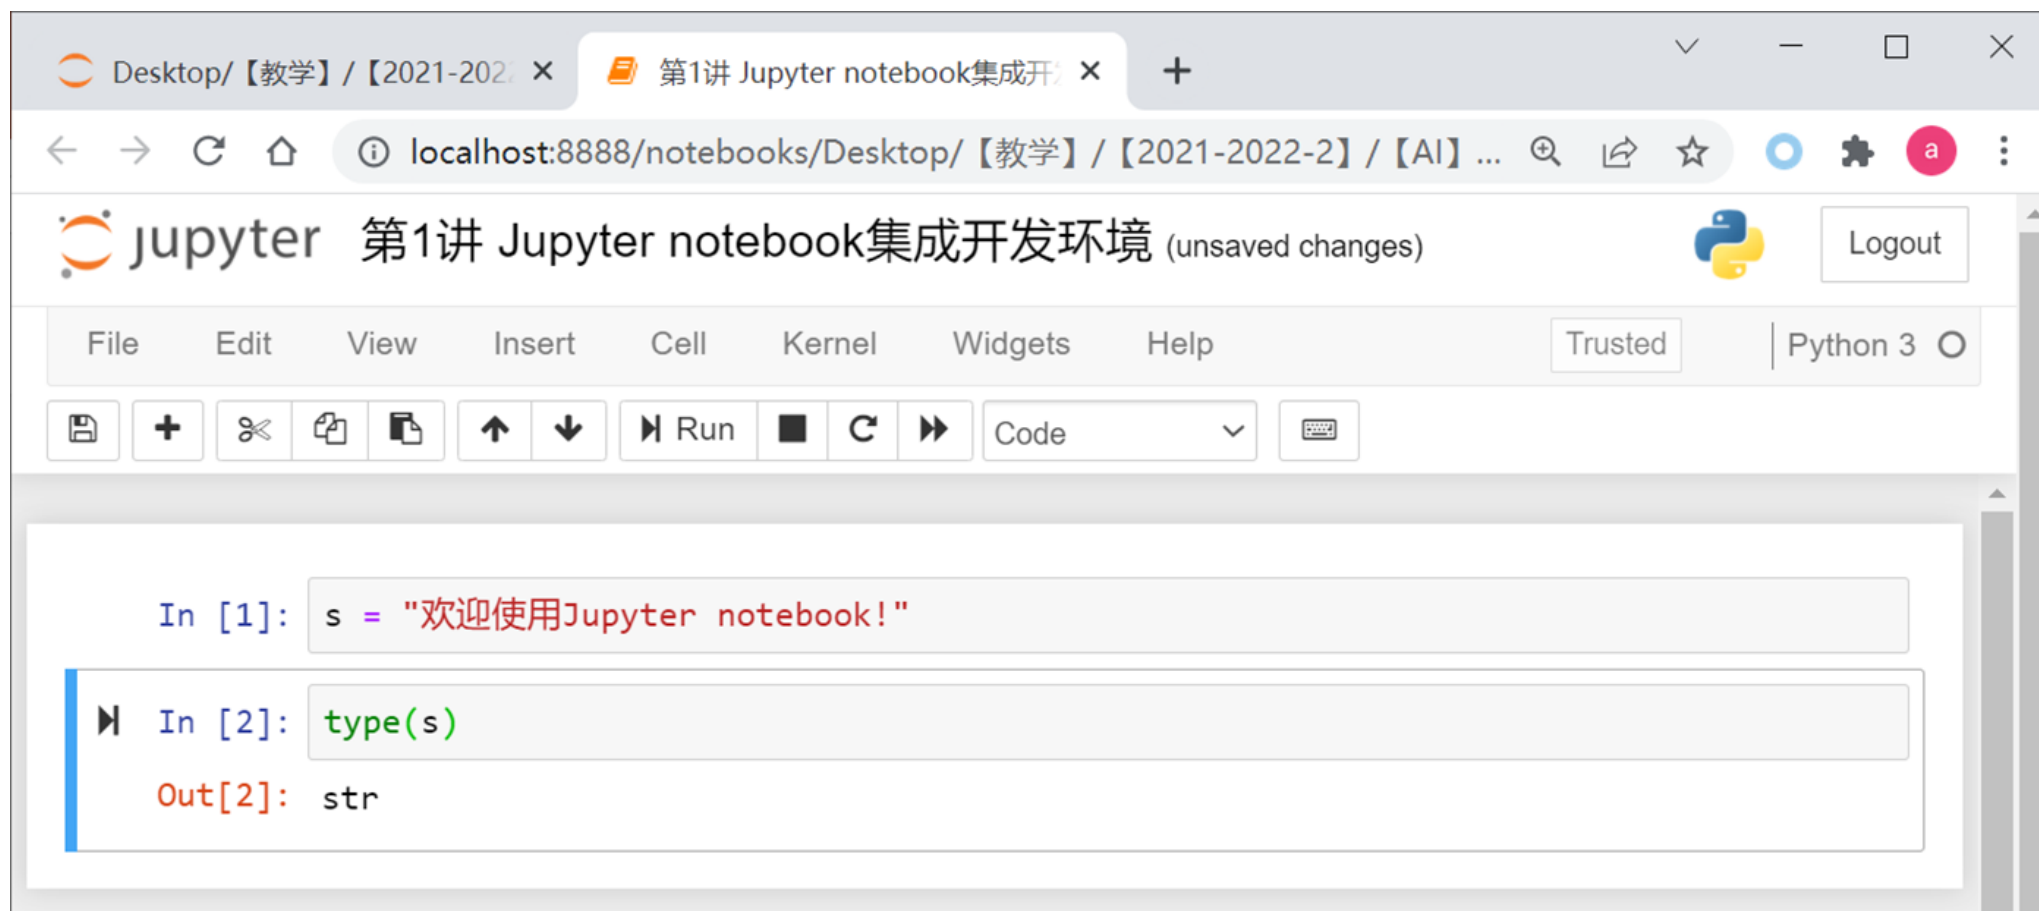 Desktop/【教学】/【2021-202
第1讲 Jupyter notebook集成开
localhost:8888/notebooks/Desktop/【教学】/【2021-2022-2】/【AI】...
a
jupyter 第1讲 Jupyter notebook集成开发环境 (unsaved changes)
Logout
File Edit View Insert Cell Kernel Widgets Help Trusted Python 3
Run Code
In [1]: s = "欢迎使用Jupyter notebook!"
In [2]: type(s)
Out[2]: str